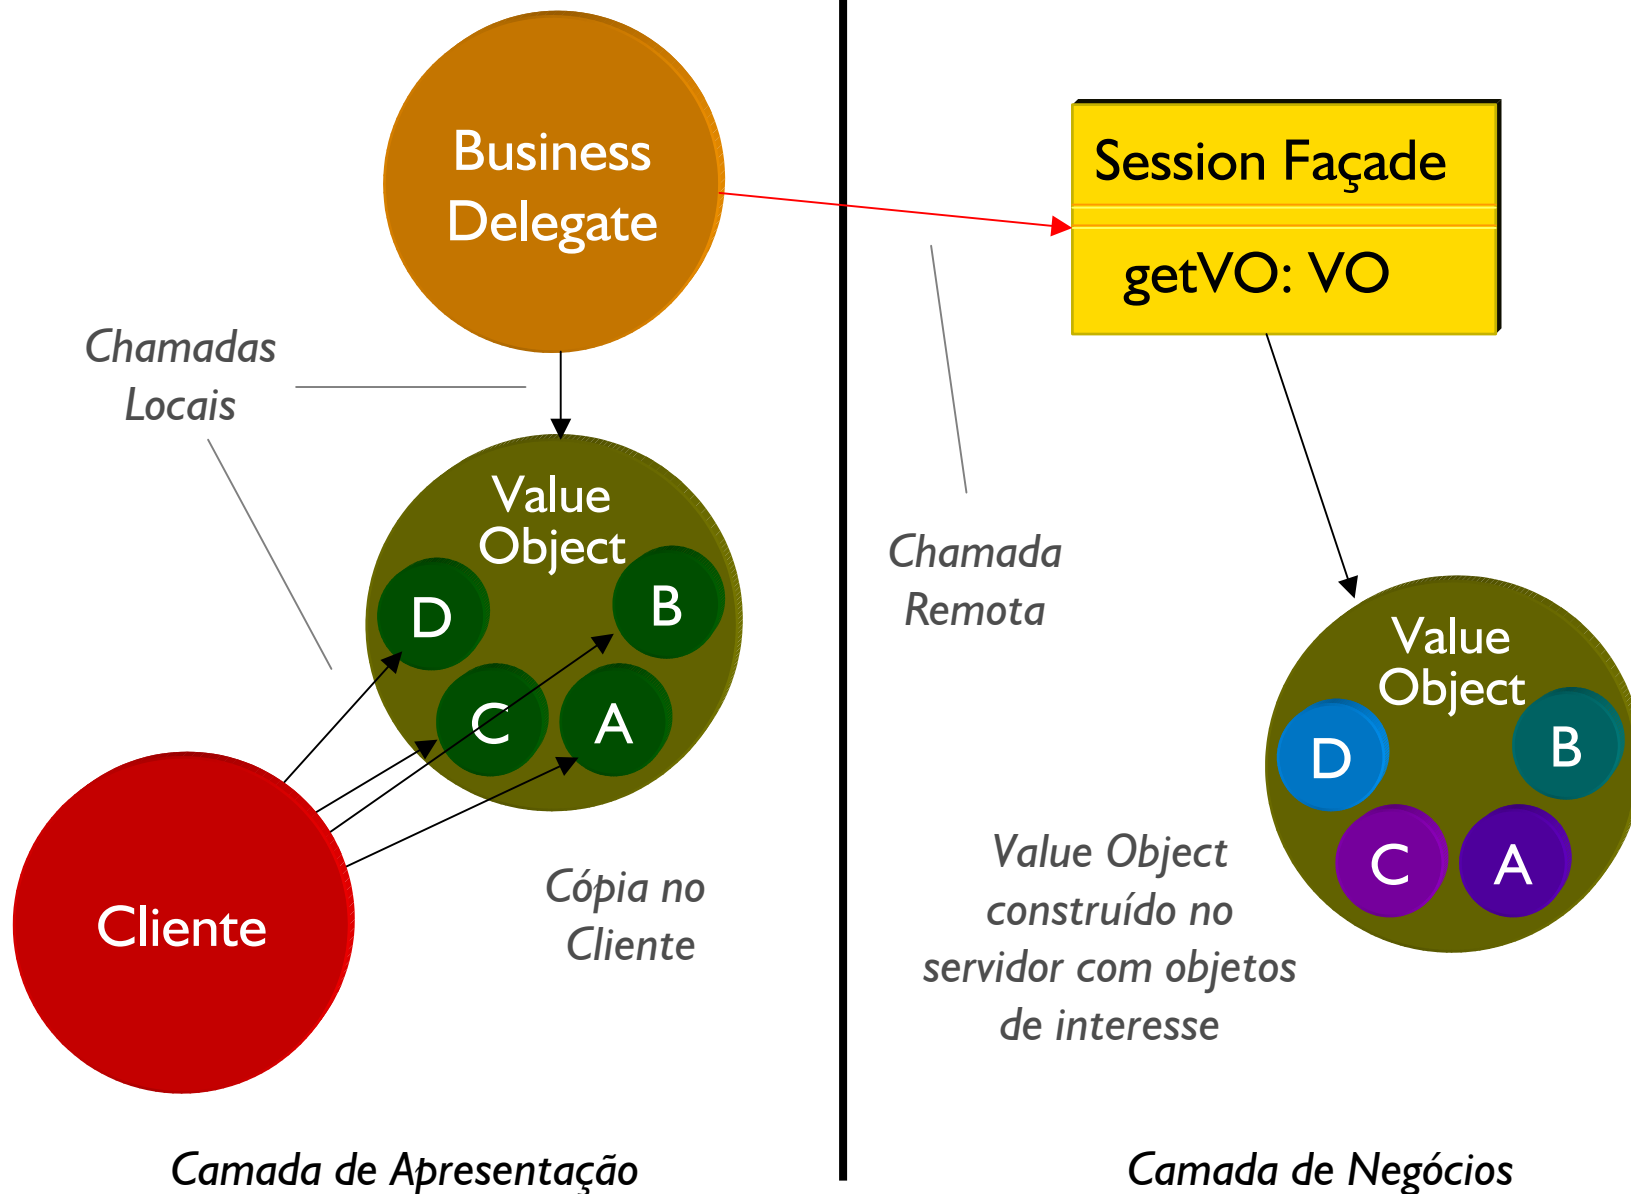 Business
Delegate
Session Façade
getVO: VO
Chamadas
Locais
Value
Object
D
B
C
A
Chamada
Remota
Value
Object
D
B
C
A
Cliente
Cópia no
Cliente
Value Object
construído no
servidor com objetos
de interesse
Camada de Apresentação
Camada de Negócios